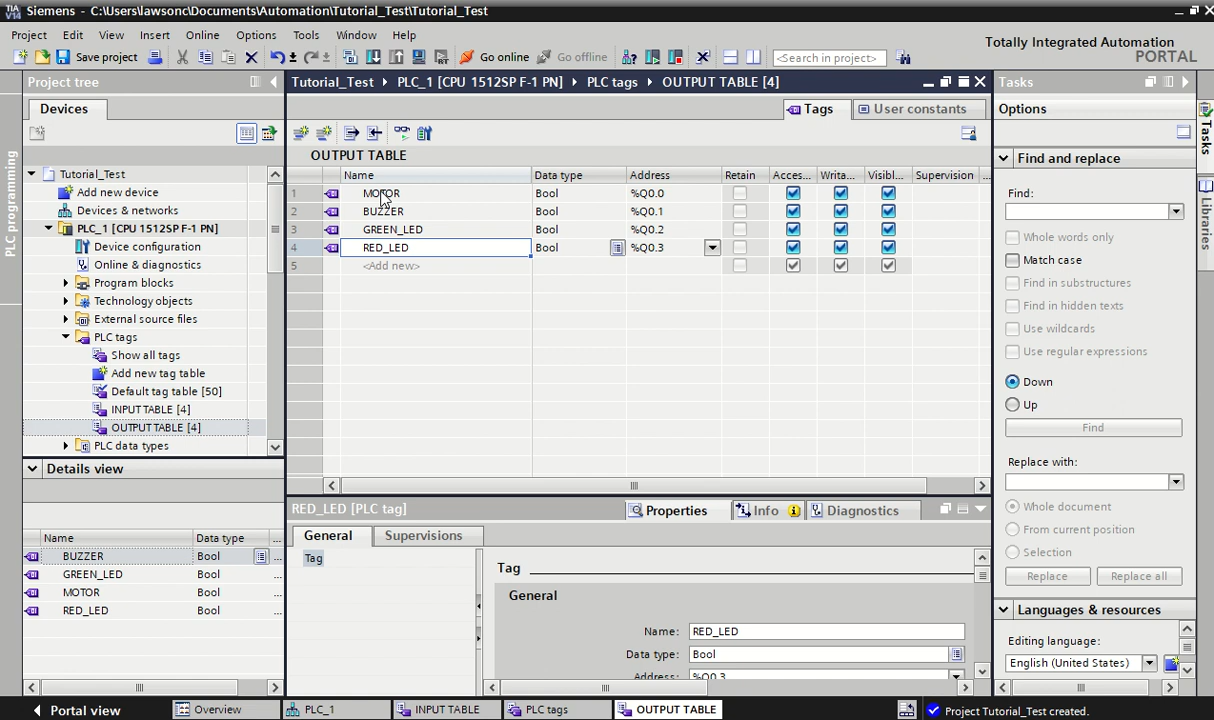 TIA V14 Siemens - C:\Users\lawsonc\Documents\Automation\Tutorial_Test\Tutorial_Test
Project Edit View Insert Online Options Tools Window Help
Totally Integrated Automation
PORTAL
Save project Go online Go offline <Search in project>
Project tree
Tutorial_Test PLC_1 [CPU 1512SP F-1 PN] PLC tags OUTPUT TABLE [4]
Tasks
Devices
Tags User constants
Options
OUTPUT TABLE
Find and replace
PLC programming
Tasks
Libraries
Tutorial_Test
Add new device
Devices & networks
PLC_1 [CPU 1512SP F-1 PN]
Device configuration
Online & diagnostics
Program blocks
Technology objects
External source files
PLC tags
Show all tags
Add new tag table
Default tag table [50]
INPUT TABLE [4]
OUTPUT TABLE [4]
PLC data types
Name Data type Address Retain Acces... Writa... Visibl... Supervision ...
1 MOTOR Bool %Q0.0
2 BUZZER Bool %Q0.1
3 GREEN_LED Bool %Q0.2
4 RED_LED Bool %Q0.3
5 <Add new>
Find:
Whole words only
Match case
Find in substructures
Find in hidden texts
Use wildcards
Use regular expressions
Down
Up
Find
Replace with:
Whole document
From current position
Selection
Replace Replace all
Languages & resources
Editing language:
English (United States)
Details view
Name Data type ...
BUZZER Bool ...
GREEN_LED Bool ...
MOTOR Bool ...
RED_LED Bool ...
RED_LED [PLC tag]
Properties Info Diagnostics
General Supervisions
Tag
Tag
General
Name: RED_LED
Data type: Bool
Address: %Q0.3
Portal view Overview PLC_1 INPUT TABLE PLC tags OUTPUT TABLE Project Tutorial_Test created.